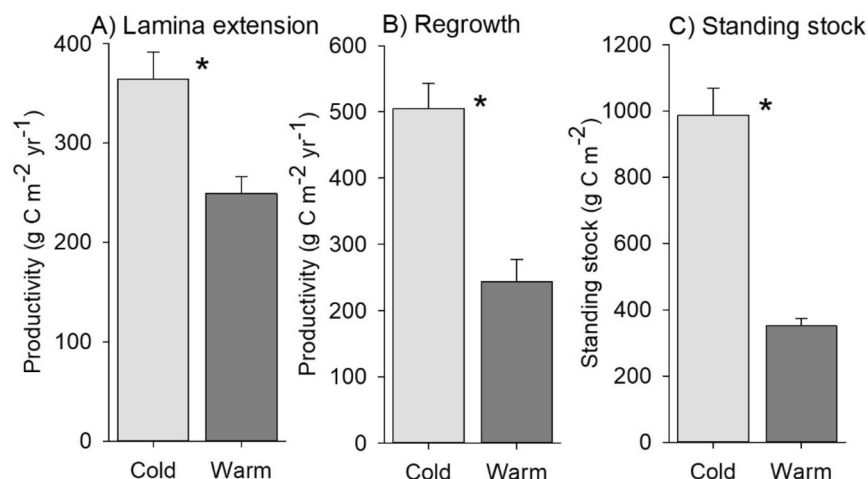 A) Lamina extension
Productivity (g C m-2 yr-1)
400
300
200
100
0
Cold Warm
*
B) Regrowth
Productivity (g C m-2 yr-1)
600
500
400
300
200
100
0
Cold Warm
*
C) Standing stock
Standing stock (g C m-2)
1200
1000
800
600
400
200
0
Cold Warm
*